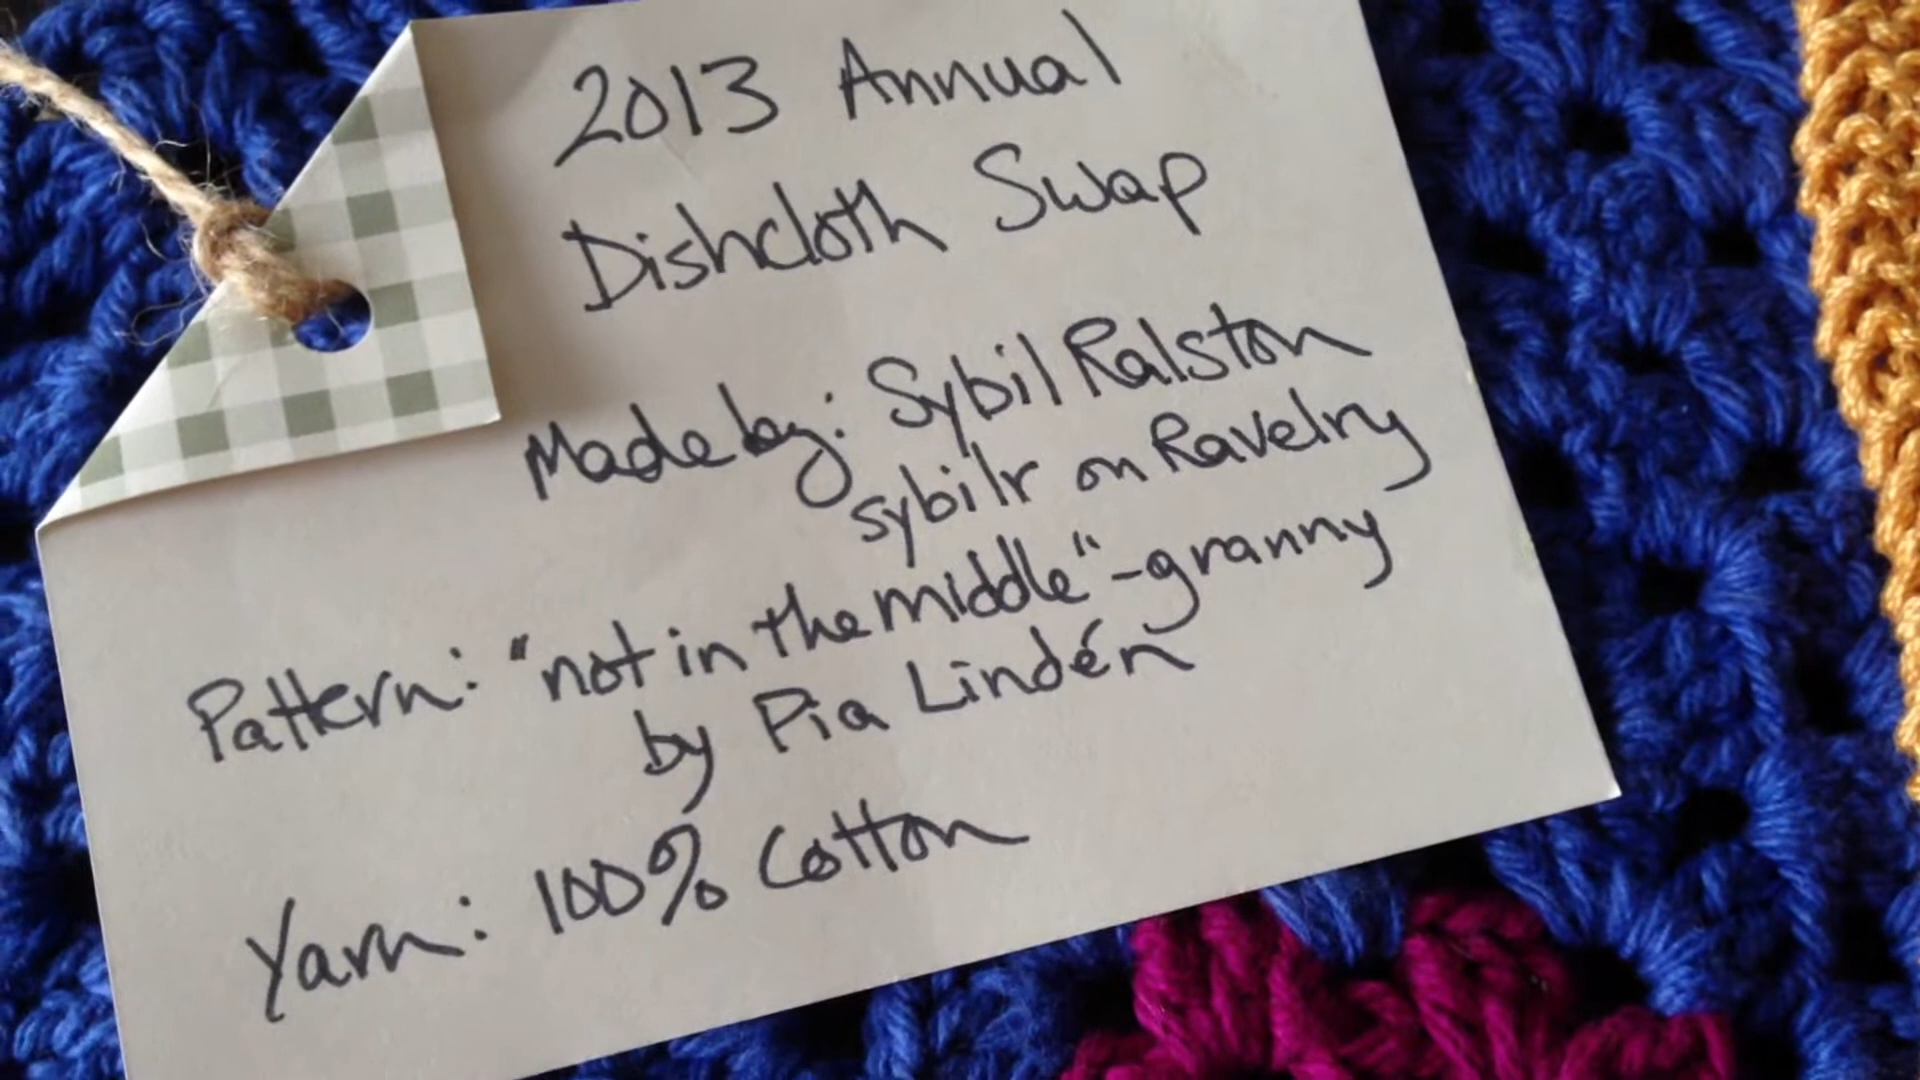 2013 Annual
Dishcloth Swap
Made by: Sybil Ralston
sybilr on Ravelry
Pattern: "not in the middle"-granny
by Pia Lindén
Yarn: 100% Cotton